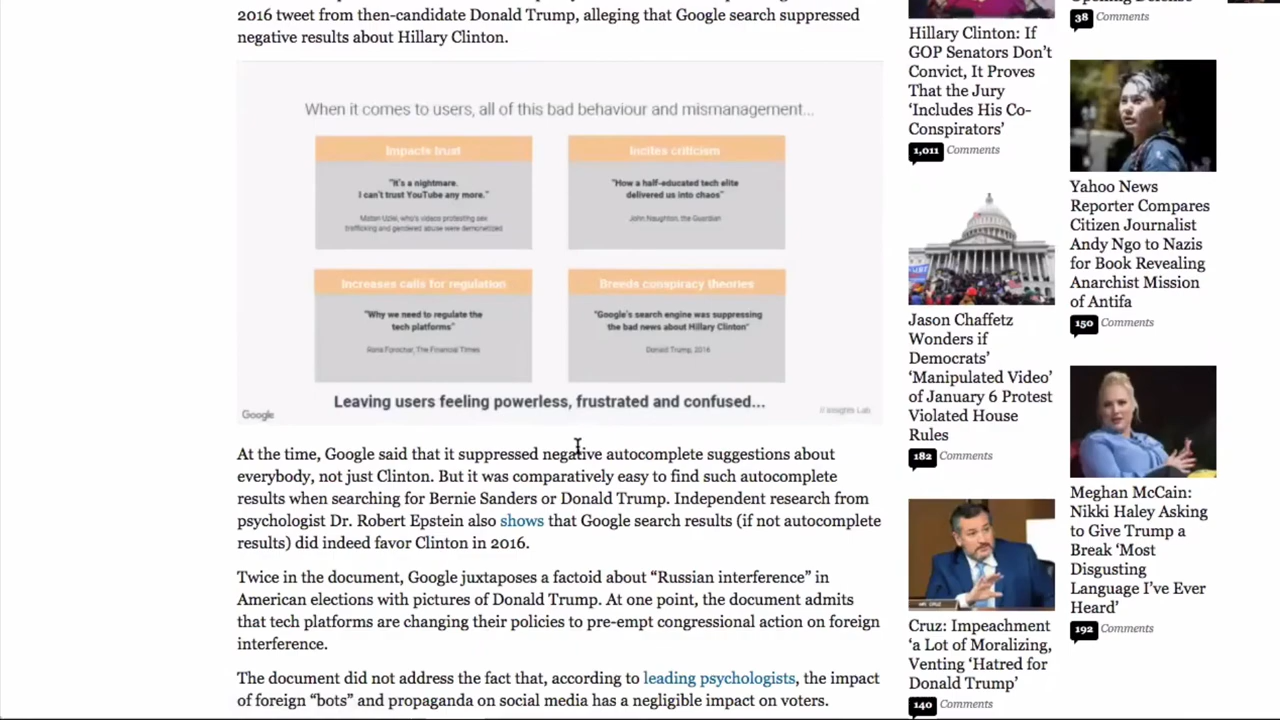 2016 tweet from then-candidate Donald Trump, alleging that Google search suppressed
negative results about Hillary Clinton.
When it comes to users, all of this bad behaviour and mismanagement...
Impacts trust
"It's a nightmare.
I can't trust YouTube any more."
Matan Uziel, who's videos protesting sex
trafficking and gendered abuse were demonetized
Incites criticism
"How a half-educated tech elite
delivered us into chaos"
John Naughton, the Guardian
Increases calls for regulation
"Why we need to regulate the
tech platforms"
Rana Foroohar, The Financial Times
Breeds conspiracy theories
"Google's search engine was suppressing
the bad news about Hillary Clinton"
Donald Trump, 2016
Leaving users feeling powerless, frustrated and confused...
Google
// Insights Lab
At the time, Google said that it suppressed negative autocomplete suggestions about
everybody, not just Clinton. But it was comparatively easy to find such autocomplete
results when searching for Bernie Sanders or Donald Trump. Independent research from
psychologist Dr. Robert Epstein also shows that Google search results (if not autocomplete
resuls) did indeed favor Clinton in 2016.
Twice in the document, Google juxtaposes a factoid about “Russian interference” in
American elections with pictures of Donald Trump. At one point, the document admits
that tech platforms are changing their policies to pre-empt congressional action on foreign
interference.
The document did not address the fact that, according to leading psychologists, the impact
of foreign “bots” and propaganda on social media has a negligible impact on voters.
Hillary Clinton: If
GOP Senators Don’t
Convict, It Proves
That the Jury
‘Includes His Co-
Conspirators’
1,011 Comments
Jason Chaffetz
Wonders if
Democrats’
‘Manipulated Video’
of January 6 Protest
Violated House
Rules
182 Comments
Cruz: Impeachment
‘a Lot of Moralizing,
Venting ‘Hatred for
Donald Trump’
140 Comments
Opening Defense
38 Comments
Yahoo News
Reporter Compares
Citizen Journalist
Andy Ngo to Nazis
for Book Revealing
Anarchist Mission
of Antifa
150 Comments
Meghan McCain:
Nikki Haley Asking
to Give Trump a
Break ‘Most
Disgusting
Language I’ve Ever
Heard’
192 Comments